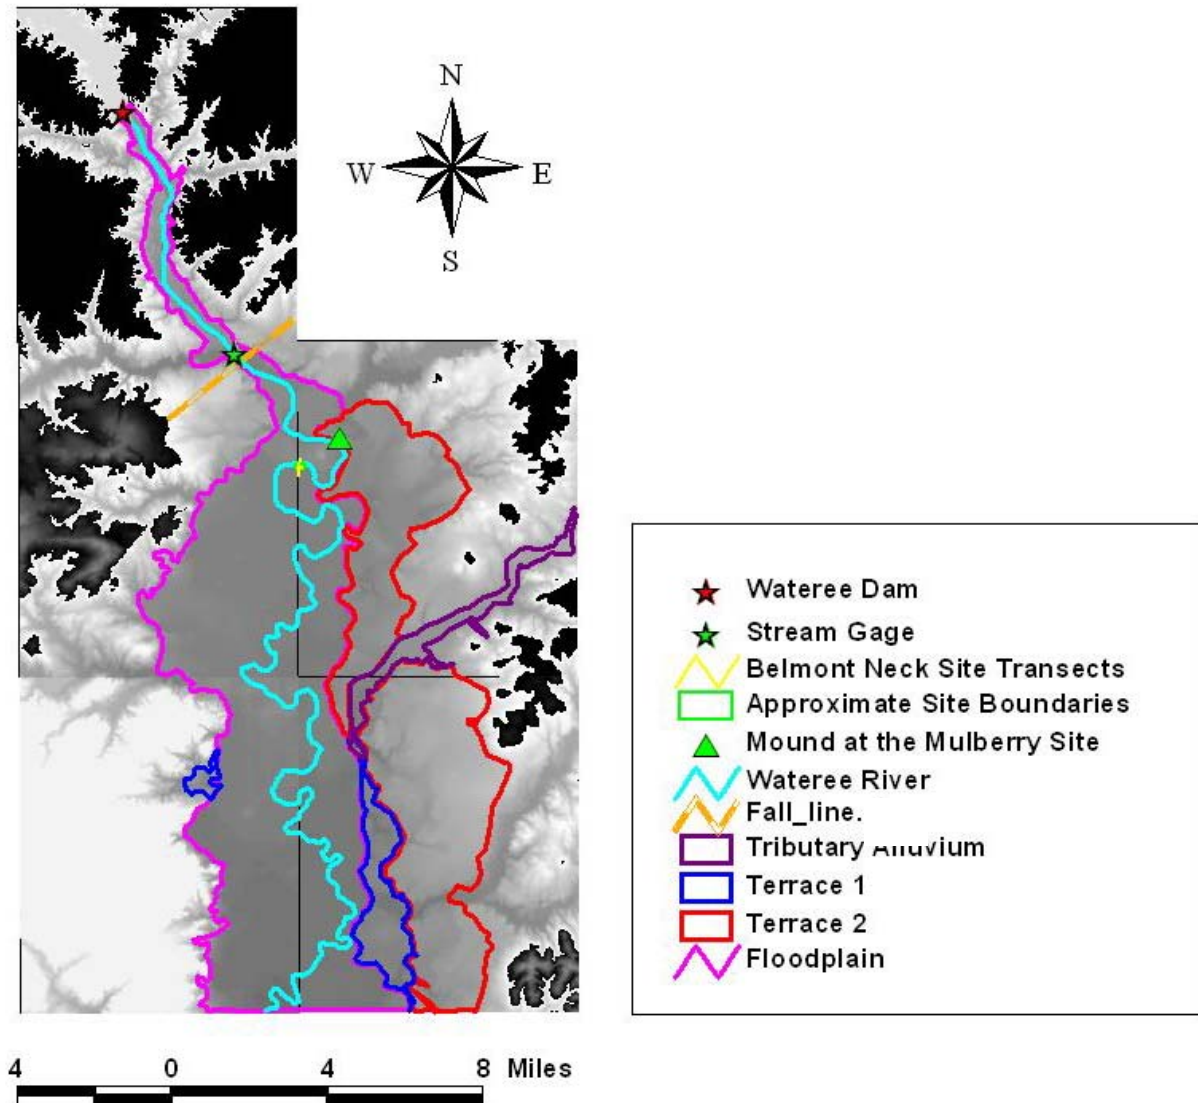 N
W E
S
Wateree Dam
Stream Gage
Belmont Neck Site Transects
Approximate Site Boundaries
Mound at the Mulberry Site
Wateree River
Fall_line.
Tributary
Terrace 1
Terrace 2
Floodplain
4 0 4 8 Miles